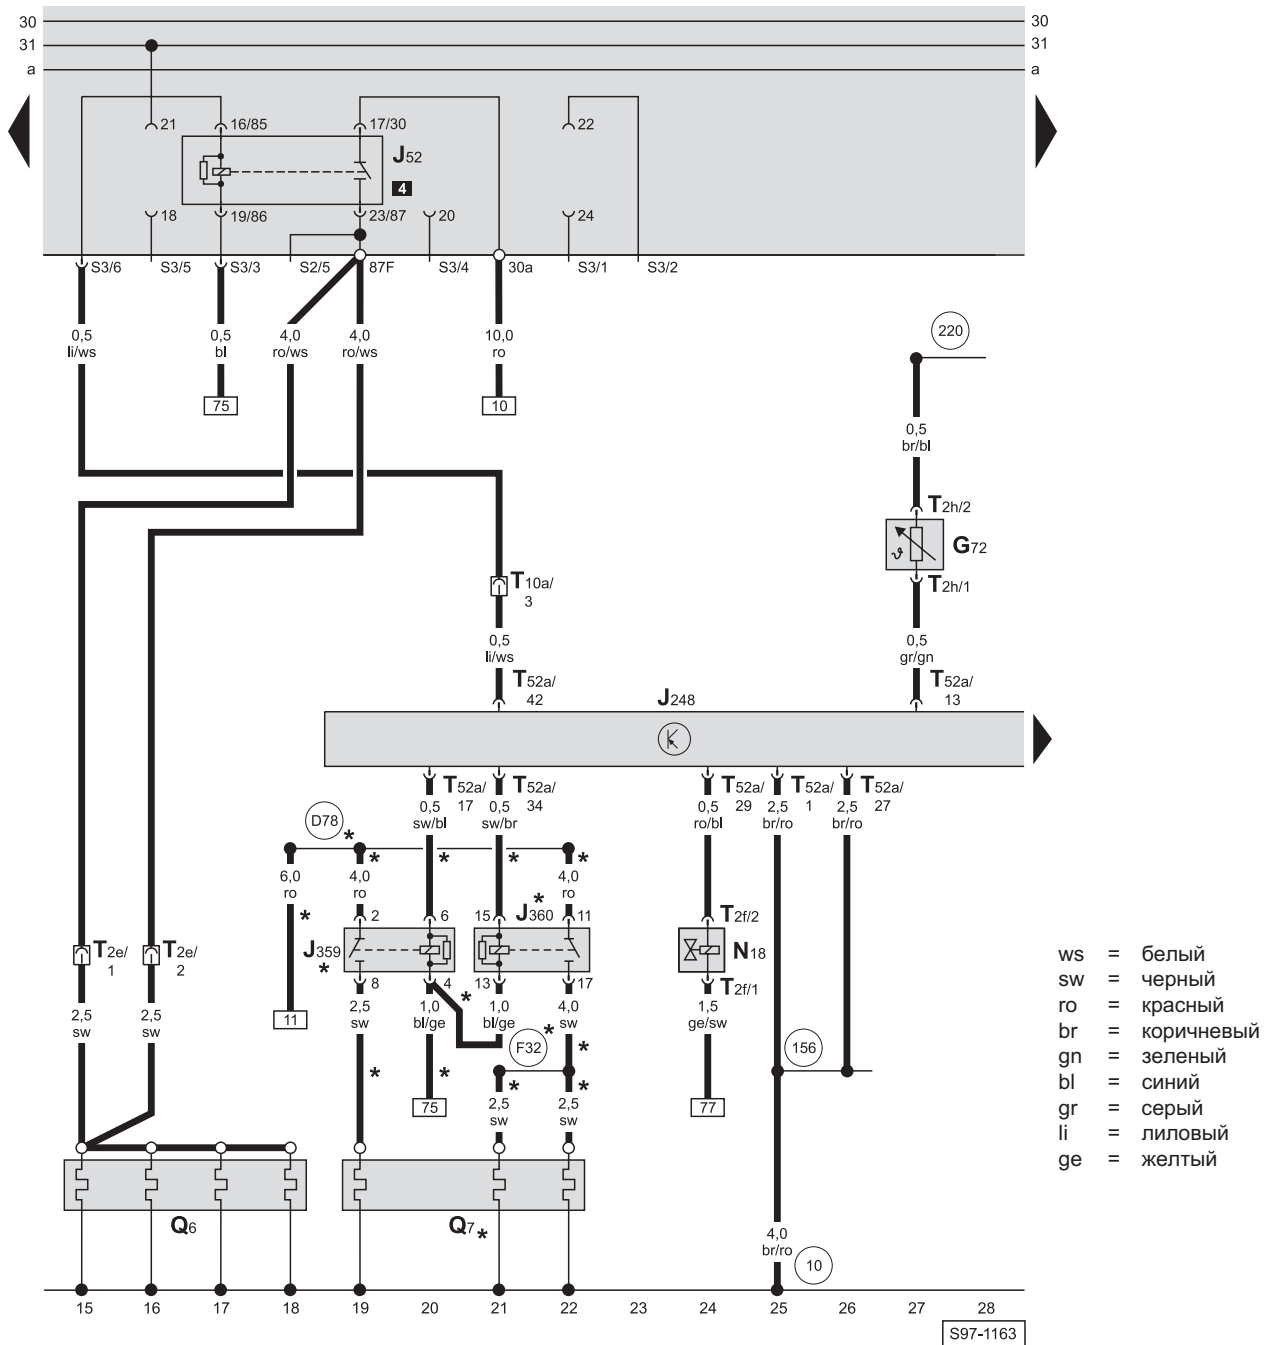 30 30
31 31
a a
21 16/85 17/30 22
J52
4
18 19/86 23/87 20 24
S3/6 S3/5 S3/3 S2/5 87F S3/4 30a S3/1 S3/2
0,5 0,5 4,0 4,0 10,0
li/ws bl ro/ws ro/ws ro
220
75 10
0,5
br/bl
T2h/2
G72
T10a/
3
T2h/1
0,5 0,5
li/ws gr/gn
T52a/ T52a/
42 J248 13
T52a/ T52a/ T52a/ T52a/ T52a/
17 34 29 1 27
0,5 0,5 0,5 2,5 2,5
sw/bl sw/br ro/bl br/ro br/ro
D78 *
* * * *
6,0 4,0 4,0
ro ro ro
* 2 6 15 J360 * 11 T2f/2
J359 N18
*
T2e/ T2e/
1 2
8 4 13 17 T2f/1
11
2,5 2,5 2,5 1,0 * 1,0 4,0 1,5
sw sw sw bl/ge bl/ge sw ge/sw
F32 * 156
* * * * *
75 2,5 2,5 77
sw sw
Q6 Q7 *
4,0
br/ro
10
15 16 17 18 19 20 21 22 23 24 25 26 27 28
S97-1163
ws = белый
sw = черный
ro = красный
br = коричневый
gn = зеленый
bl = синий
gr = серый
li = лиловый
ge = желтый